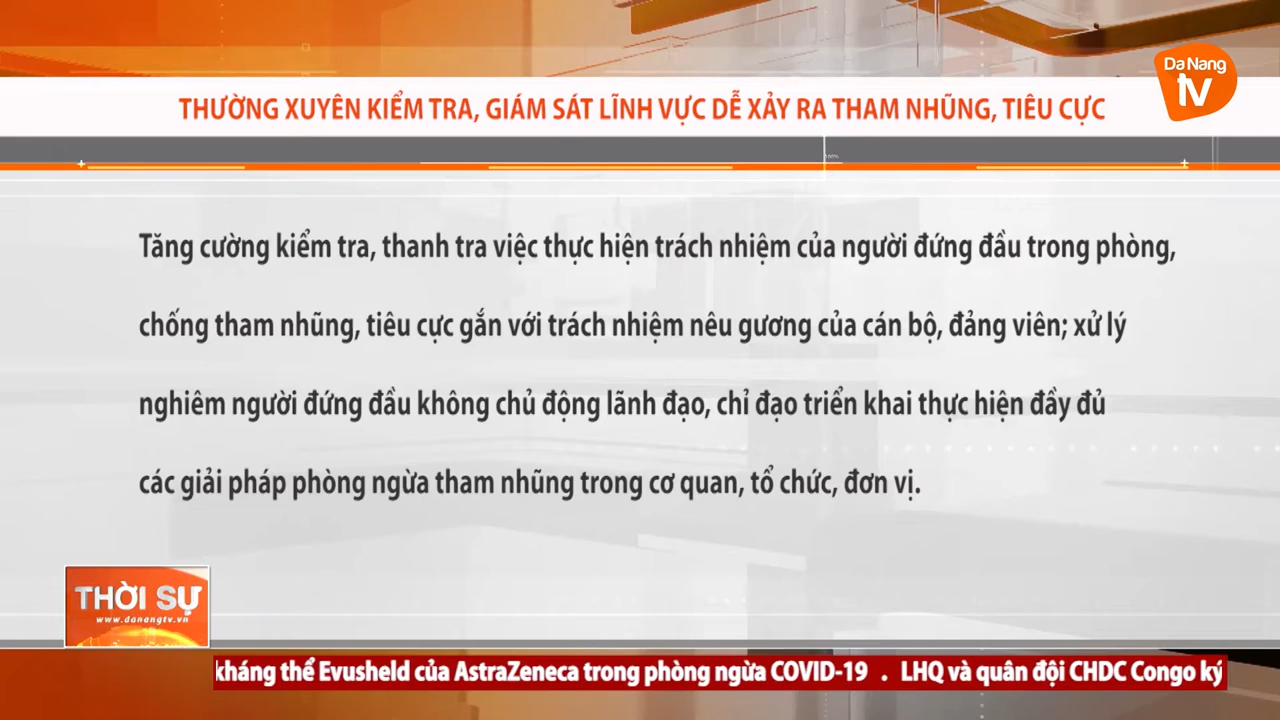 Da Nang
tv
THƯỜNG XUYÊN KIỂM TRA, GIÁM SÁT LĨNH VỰC DỄ XẢY RA THAM NHŨNG, TIÊU CỰC
100%
Tăng cường kiểm tra, thanh tra việc thực hiện trách nhiệm của người đứng đầu trong phòng,
chống tham nhũng, tiêu cực gắn với trách nhiệm nêu gương của cán bộ, đảng viên; xử lý
nghiêm người đứng đầu không chủ động lãnh đạo, chỉ đạo triển khai thực hiện đầy đủ
các giải pháp phòng ngừa tham nhũng trong cơ quan, tổ chức, đơn vị.
THỜI SỰ
www.danangtv.vn
kháng thể Evusheld của AstraZeneca trong phòng ngừa COVID-19 . LHQ và quân đội CHDC Congo ký